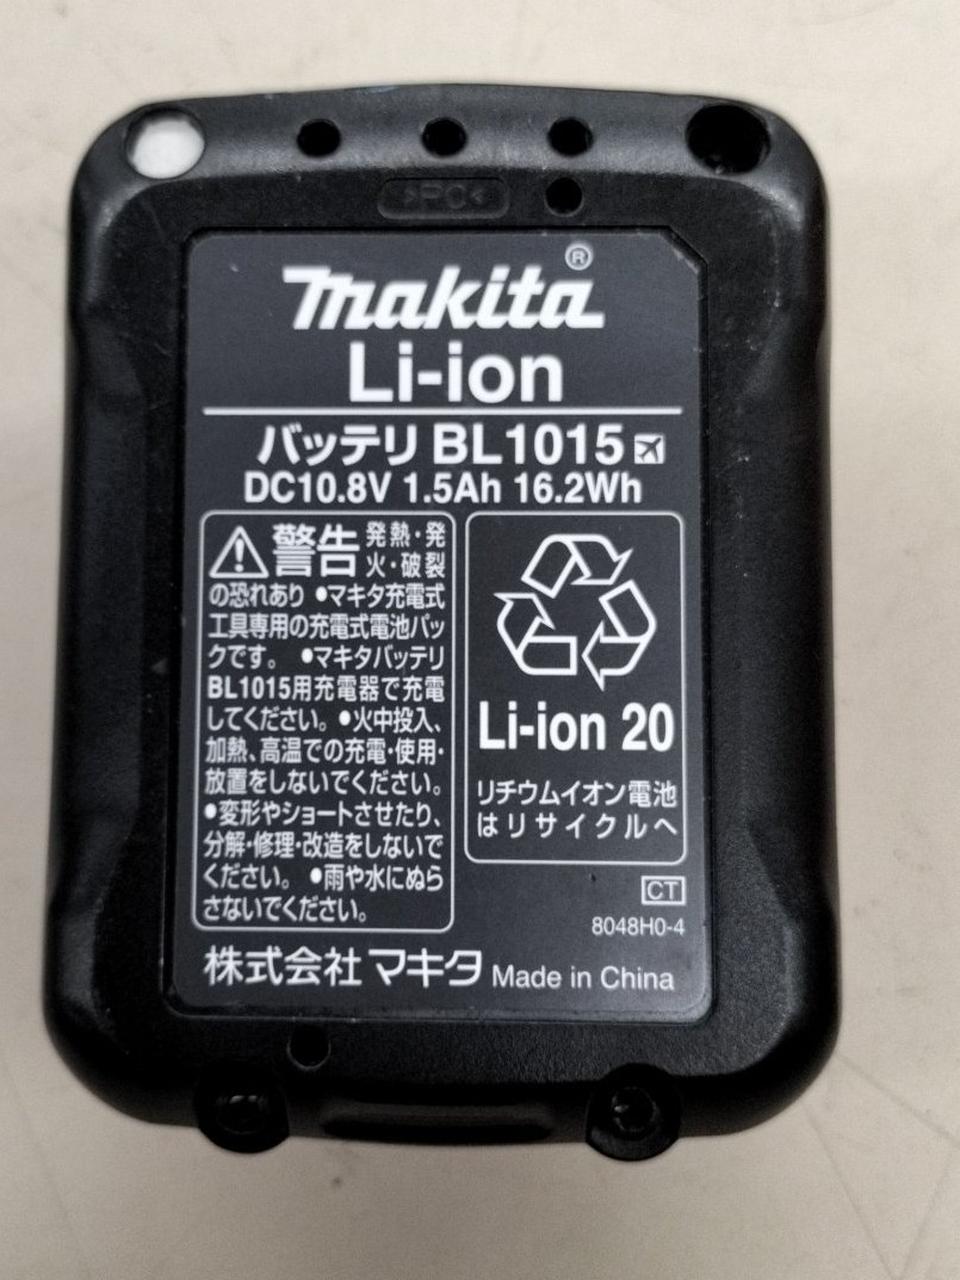 >PC<
makita®
Li-ion
バッテリ BL1015
DC10.8V 1.5Ah 16.2Wh
警告 発熱・発
火・破裂
の恐れあり ●マキタ充電式
工具専用の充電式電池パッ
クです。 ●マキタバッテリ
BL1015用充電器で充電
してください。●火中投入、
加熱、高温での充電・使用・
放置をしないでください。
●変形やショートさせたり、
分解・修理・改造をしないで
ください。 ●雨や水にぬら
さないでください。
Li-ion 20
リチウムイオン電池
はリサイクルへ
CT
8048H0-4
株式会社マキタ Made in China